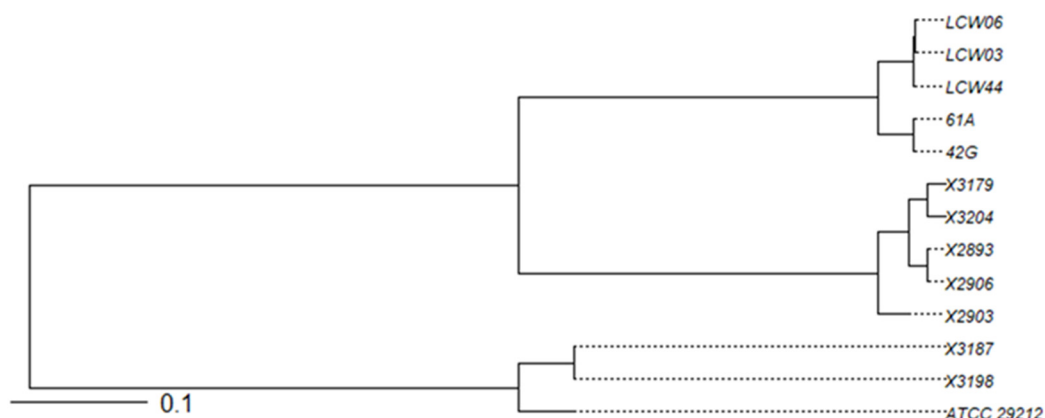 LCW06
LCW03
LCW44
61A
42G
X3179
X3204
X2893
X2906
X2903
X3187
X3198
ATCC 29212
0.1